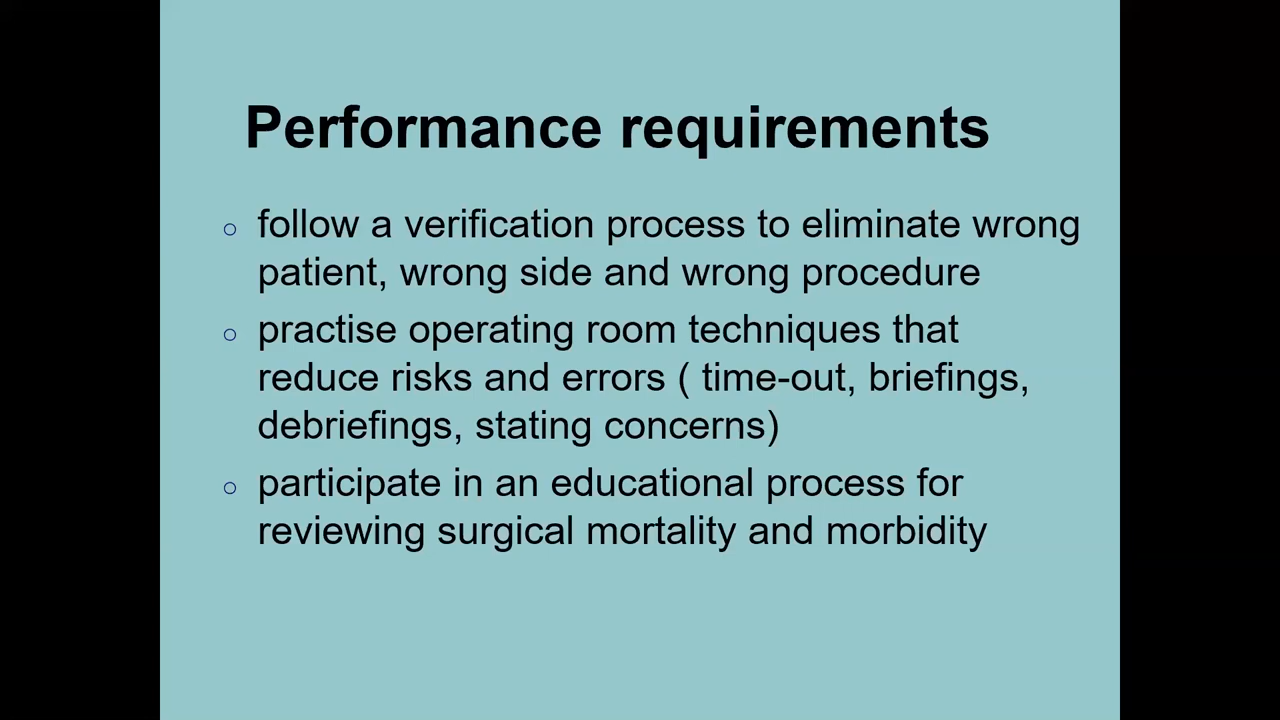 Performance requirements
○ follow a verification process to eliminate wrong
patient, wrong side and wrong procedure
○ practise operating room techniques that
reduce risks and errors ( time-out, briefings,
debriefings, stating concerns)
○ participate in an educational process for
reviewing surgical mortality and morbidity